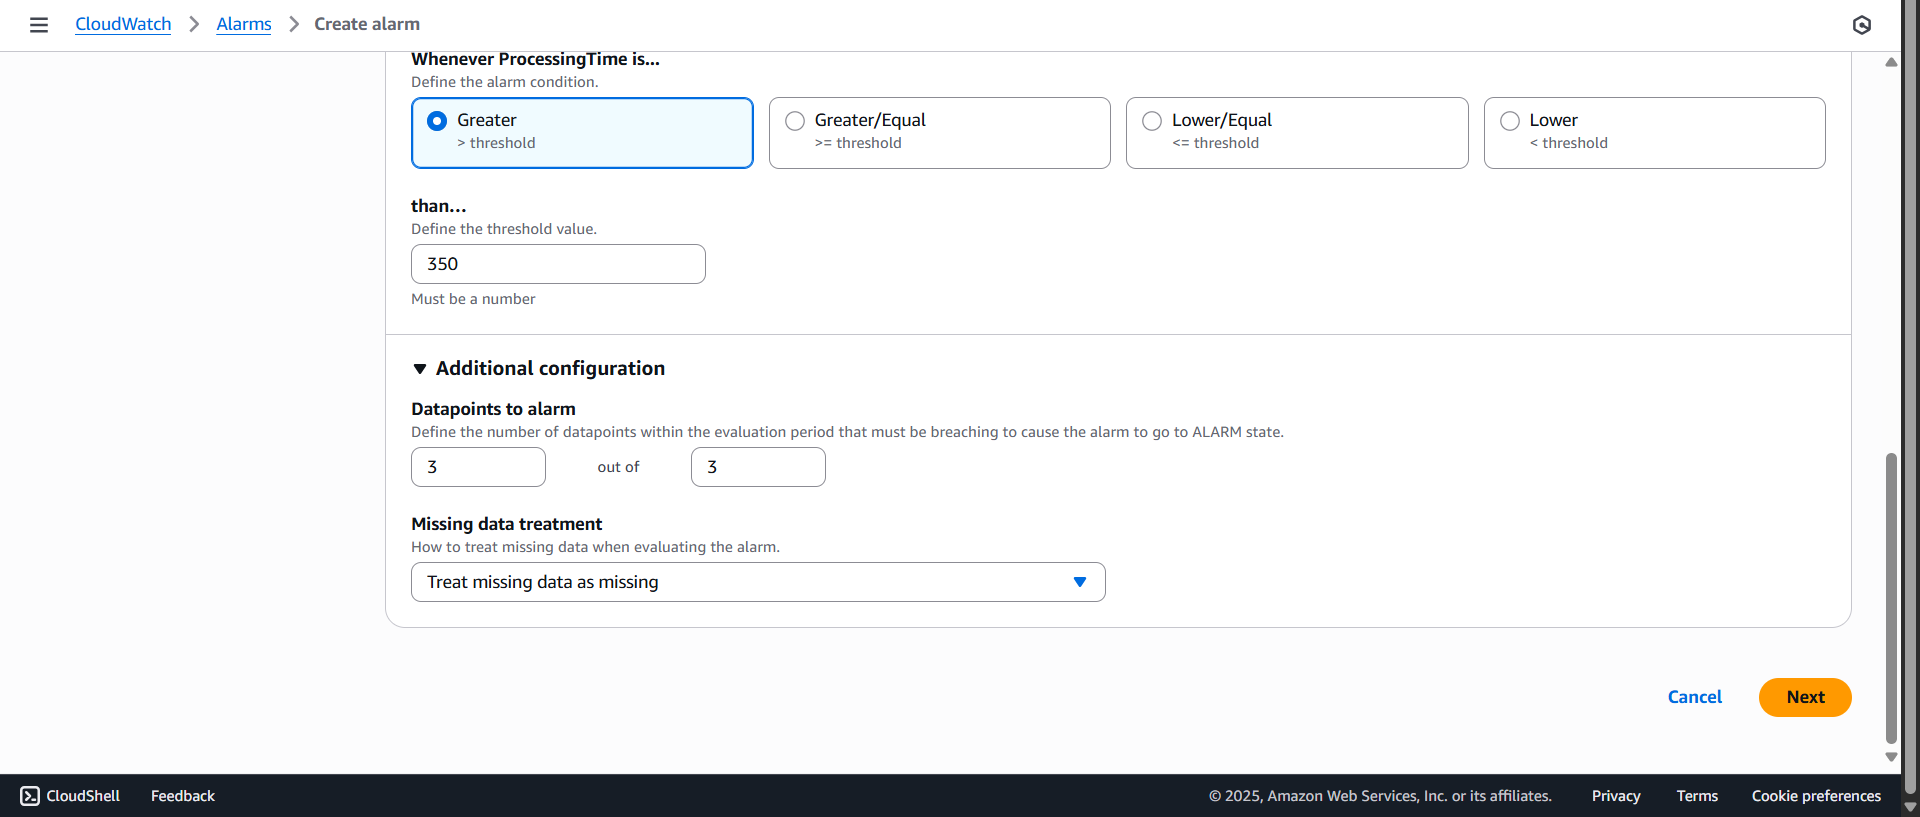 CloudWatch > Alarms > Create alarm
Whenever ProcessingTime is...
Define the alarm condition.
Greater
> threshold
Greater/Equal
>= threshold
Lower/Equal
<= threshold
Lower
< threshold
than...
Define the threshold value.
350
Must be a number
Additional configuration
Datapoints to alarm
Define the number of datapoints within the evaluation period that must be breaching to cause the alarm to go to ALARM state.
3 out of 3
Missing data treatment
How to treat missing data when evaluating the alarm.
Treat missing data as missing
Cancel Next
CloudShell Feedback © 2025, Amazon Web Services, Inc. or its affiliates. Privacy Terms Cookie preferences